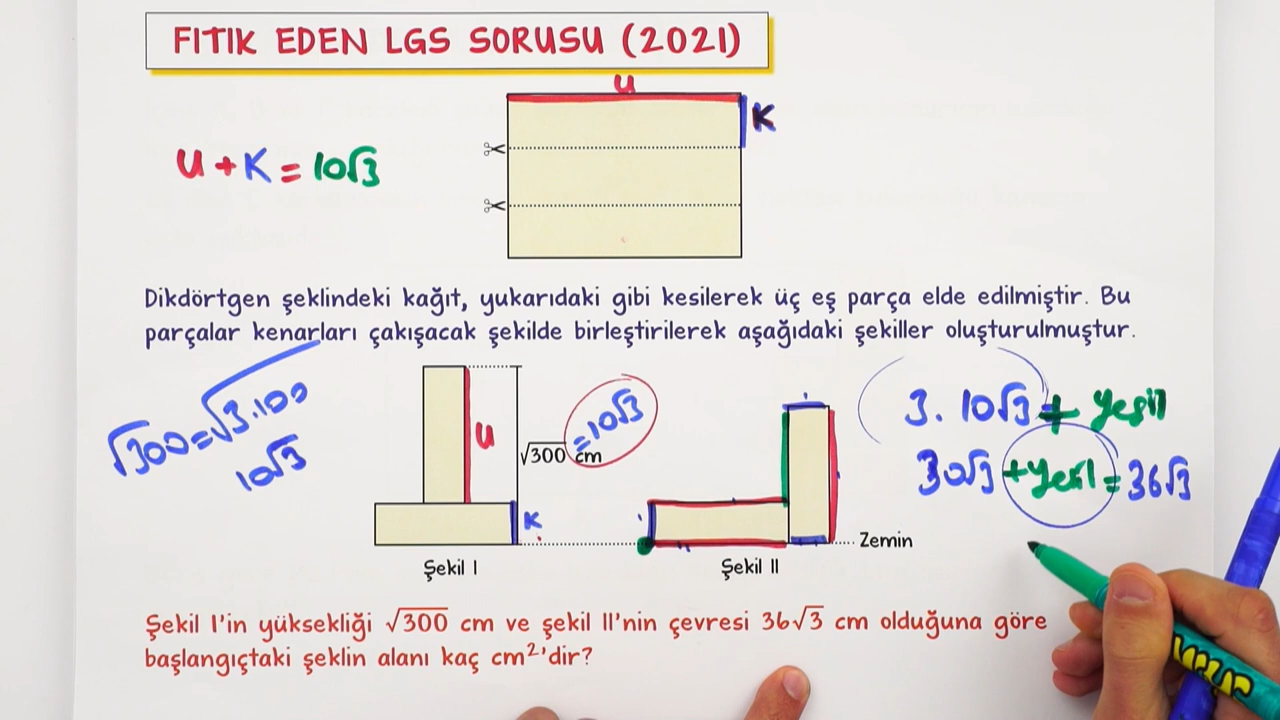 FITIK EDEN LGS SORUSU (2021)
U
K
U + K = 10√3
Dikdörtgen şeklindeki kağıt, yukarıdaki gibi kesilerek üç eş parça elde edilmiştir. Bu
parçalar kenarları çakışacak şekilde birleştirilerek aşağıdaki şekiller oluşturulmuştur.
√300=√3.100
10√3
U
√300 cm
=10√3
K
3. 10√3 + yeşil
30√3 +yeşil = 36√3
Zemin
Şekil I
Şekil II
Şekil I'in yüksekliği √300 cm ve şekil II'nin çevresi 36√3 cm olduğuna göre
başlangıçtaki şeklin alanı kaç cm²'dir?